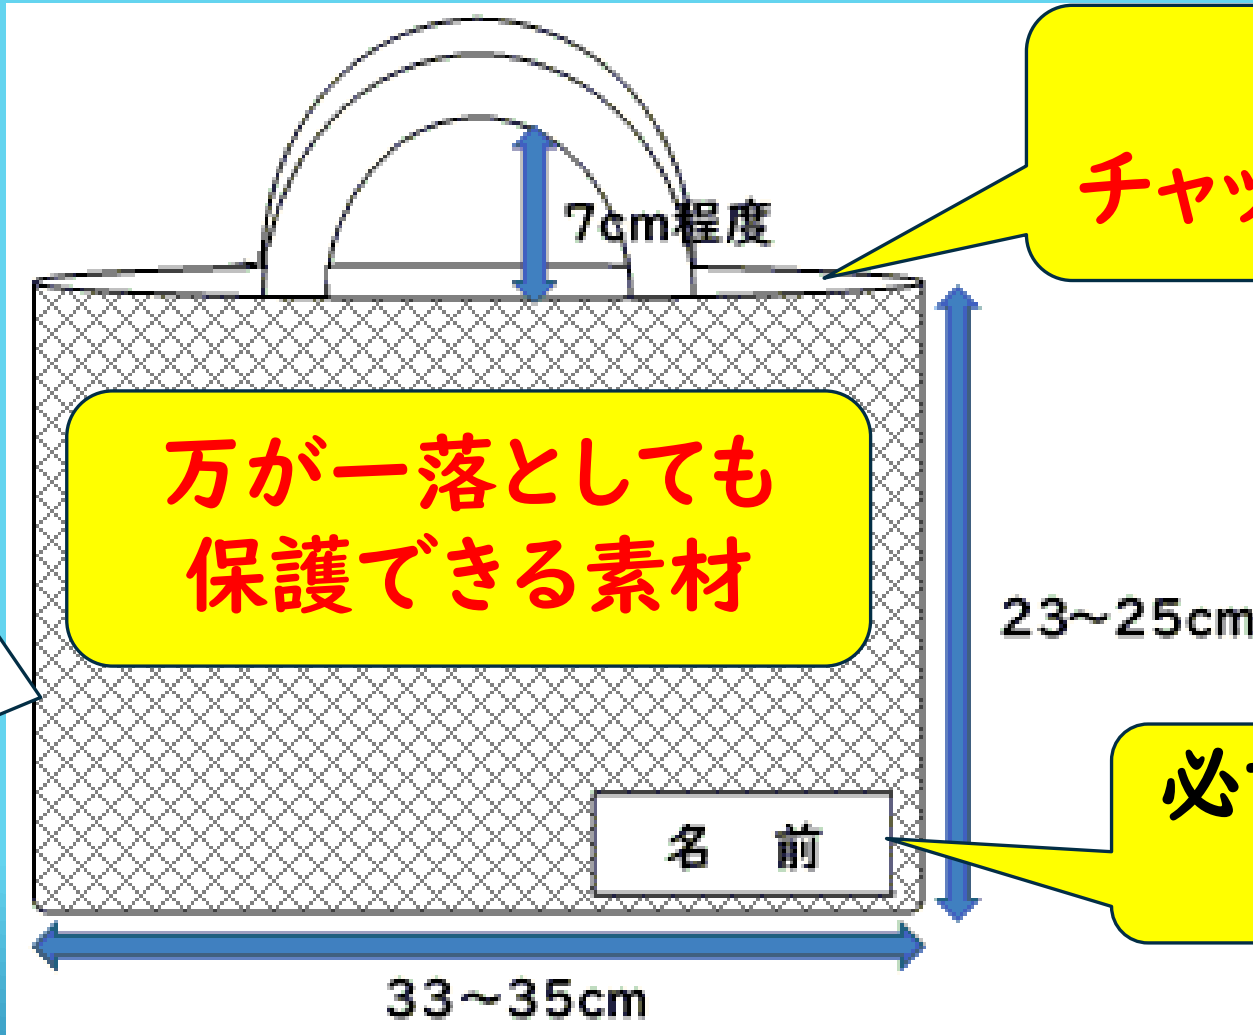 チャッ
7cm程度
万が一落としても
保護できる素材
23～25cm
必
名　前
33～35cm